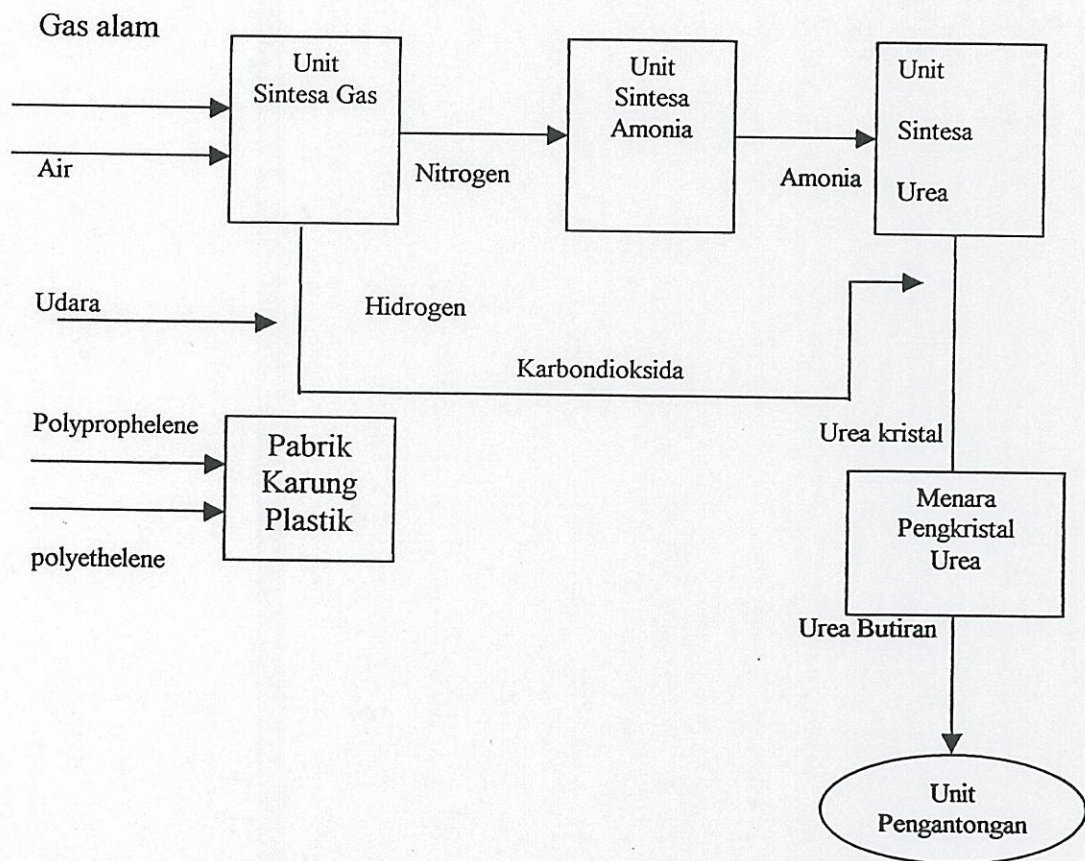 Gas alam
Unit
Sintesa Gas
Unit
Sintesa
Amonia
Unit
Sintesa
Urea
Air
Nitrogen
Amonia
Udara
Hidrogen
Karbondioksida
Polyprophelene
Pabrik
Karung
Plastik
polyethelene
Urea kristal
Menara
Pengkristal
Urea
Urea Butiran
Unit
Pengantongan